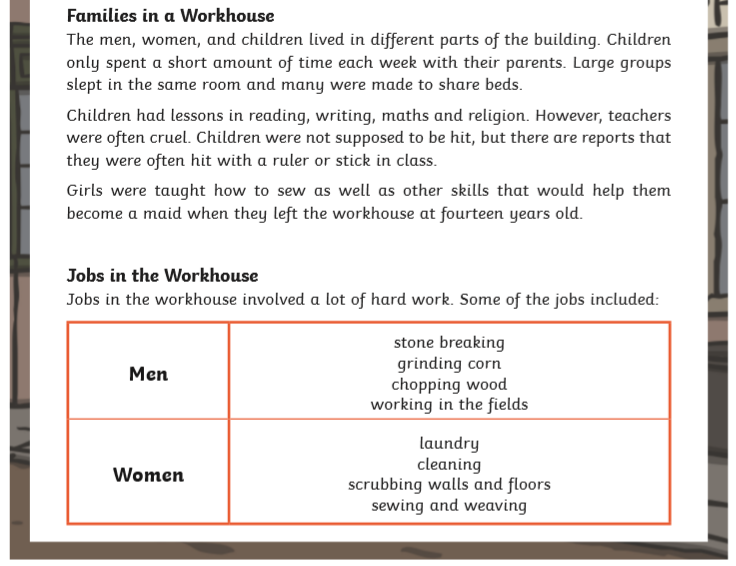 Families in a Workhouse
The men, women, and children lived in different parts of the building. Children
only spent a short amount of time each week with their parents. Large groups
slept in the same room and many were made to share beds.
Children had lessons in reading, writing, maths and religion. However, teachers
were often cruel. Children were not supposed to be hit, but there are reports that
they were often hit with a ruler or stick in class.
Girls were taught how to sew as well as other skills that would help them
become a maid when they left the workhouse at fourteen years old.
Jobs in the Workhouse
Jobs in the workhouse involved a lot of hard work. Some of the jobs included:
Men
stone breaking
grinding corn
chopping wood
working in the fields
Women
laundry
cleaning
scrubbing walls and floors
sewing and weaving